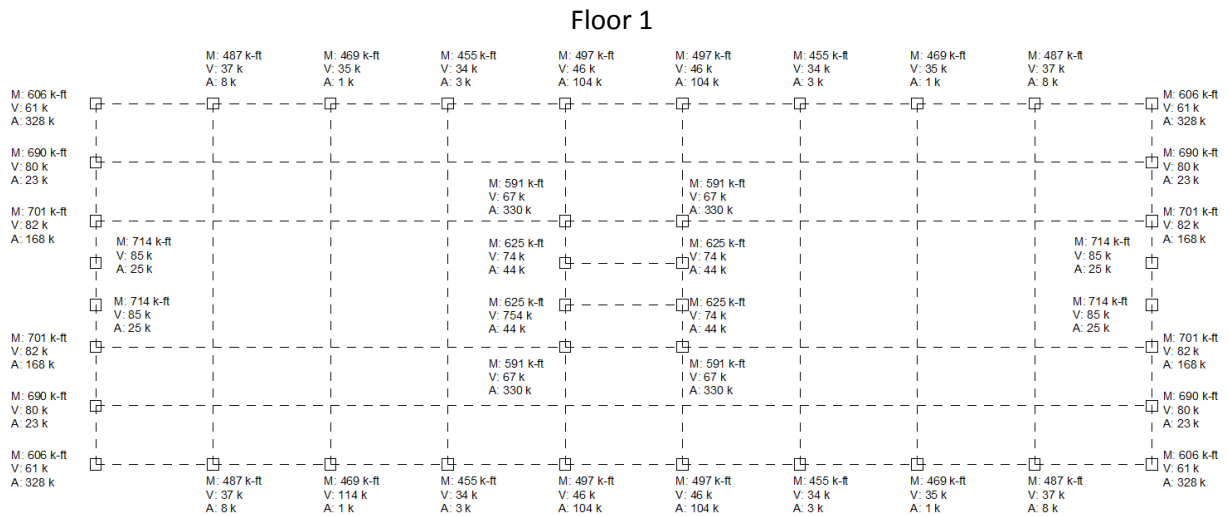 Floor 1
M: 487 k-ft
V: 37 k
A: 8 k
M: 469 k-ft
V: 35 k
A: 1 k
M: 455 k-ft
V: 34 k
A: 3 k
M: 497 k-ft
V: 46 k
A: 104 k
M: 497 k-ft
V: 46 k
A: 104 k
M: 455 k-ft
V: 34 k
A: 3 k
M: 469 k-ft
V: 35 k
A: 1 k
M: 487 k-ft
V: 37 k
A: 8 k
M: 606 k-ft
V: 61 k
A: 328 k
M: 606 k-ft
V: 61 k
A: 328 k
M: 690 k-ft
V: 80 k
A: 23 k
M: 690 k-ft
V: 80 k
A: 23 k
M: 591 k-ft
V: 67 k
A: 330 k
M: 591 k-ft
V: 67 k
A: 330 k
M: 701 k-ft
V: 82 k
A: 168 k
M: 701 k-ft
V: 82 k
A: 168 k
M: 714 k-ft
V: 85 k
A: 25 k
M: 625 k-ft
V: 74 k
A: 44 k
M: 625 k-ft
V: 74 k
A: 44 k
M: 714 k-ft
V: 85 k
A: 25 k
M: 714 k-ft
V: 85 k
A: 25 k
M: 625 k-ft
V: 754 k
A: 44 k
M: 625 k-ft
V: 74 k
A: 44 k
M: 714 k-ft
V: 85 k
A: 25 k
M: 701 k-ft
V: 82 k
A: 168 k
M: 591 k-ft
V: 67 k
A: 330 k
M: 591 k-ft
V: 67 k
A: 330 k
M: 701 k-ft
V: 82 k
A: 168 k
M: 690 k-ft
V: 80 k
A: 23 k
M: 690 k-ft
V: 80 k
A: 23 k
M: 606 k-ft
V: 61 k
A: 328 k
M: 606 k-ft
V: 61 k
A: 328 k
M: 487 k-ft
V: 37 k
A: 8 k
M: 469 k-ft
V: 114 k
A: 1 k
M: 455 k-ft
V: 34 k
A: 3 k
M: 497 k-ft
V: 46 k
A: 104 k
M: 497 k-ft
V: 46 k
A: 104 k
M: 455 k-ft
V: 34 k
A: 3 k
M: 469 k-ft
V: 35 k
A: 1 k
M: 487 k-ft
V: 37 k
A: 8 k